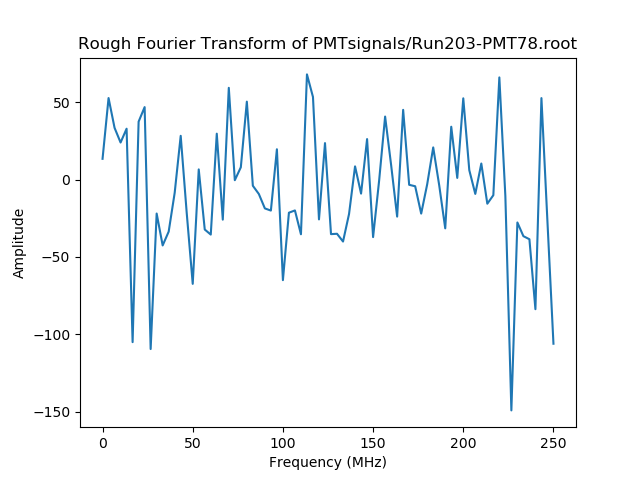 Rough Fourier Transform of PMTsignals/Run203-PMT78.root
50
0
−50
−100
−150
Amplitude
0 50 100 150 200 250
Frequency (MHz)